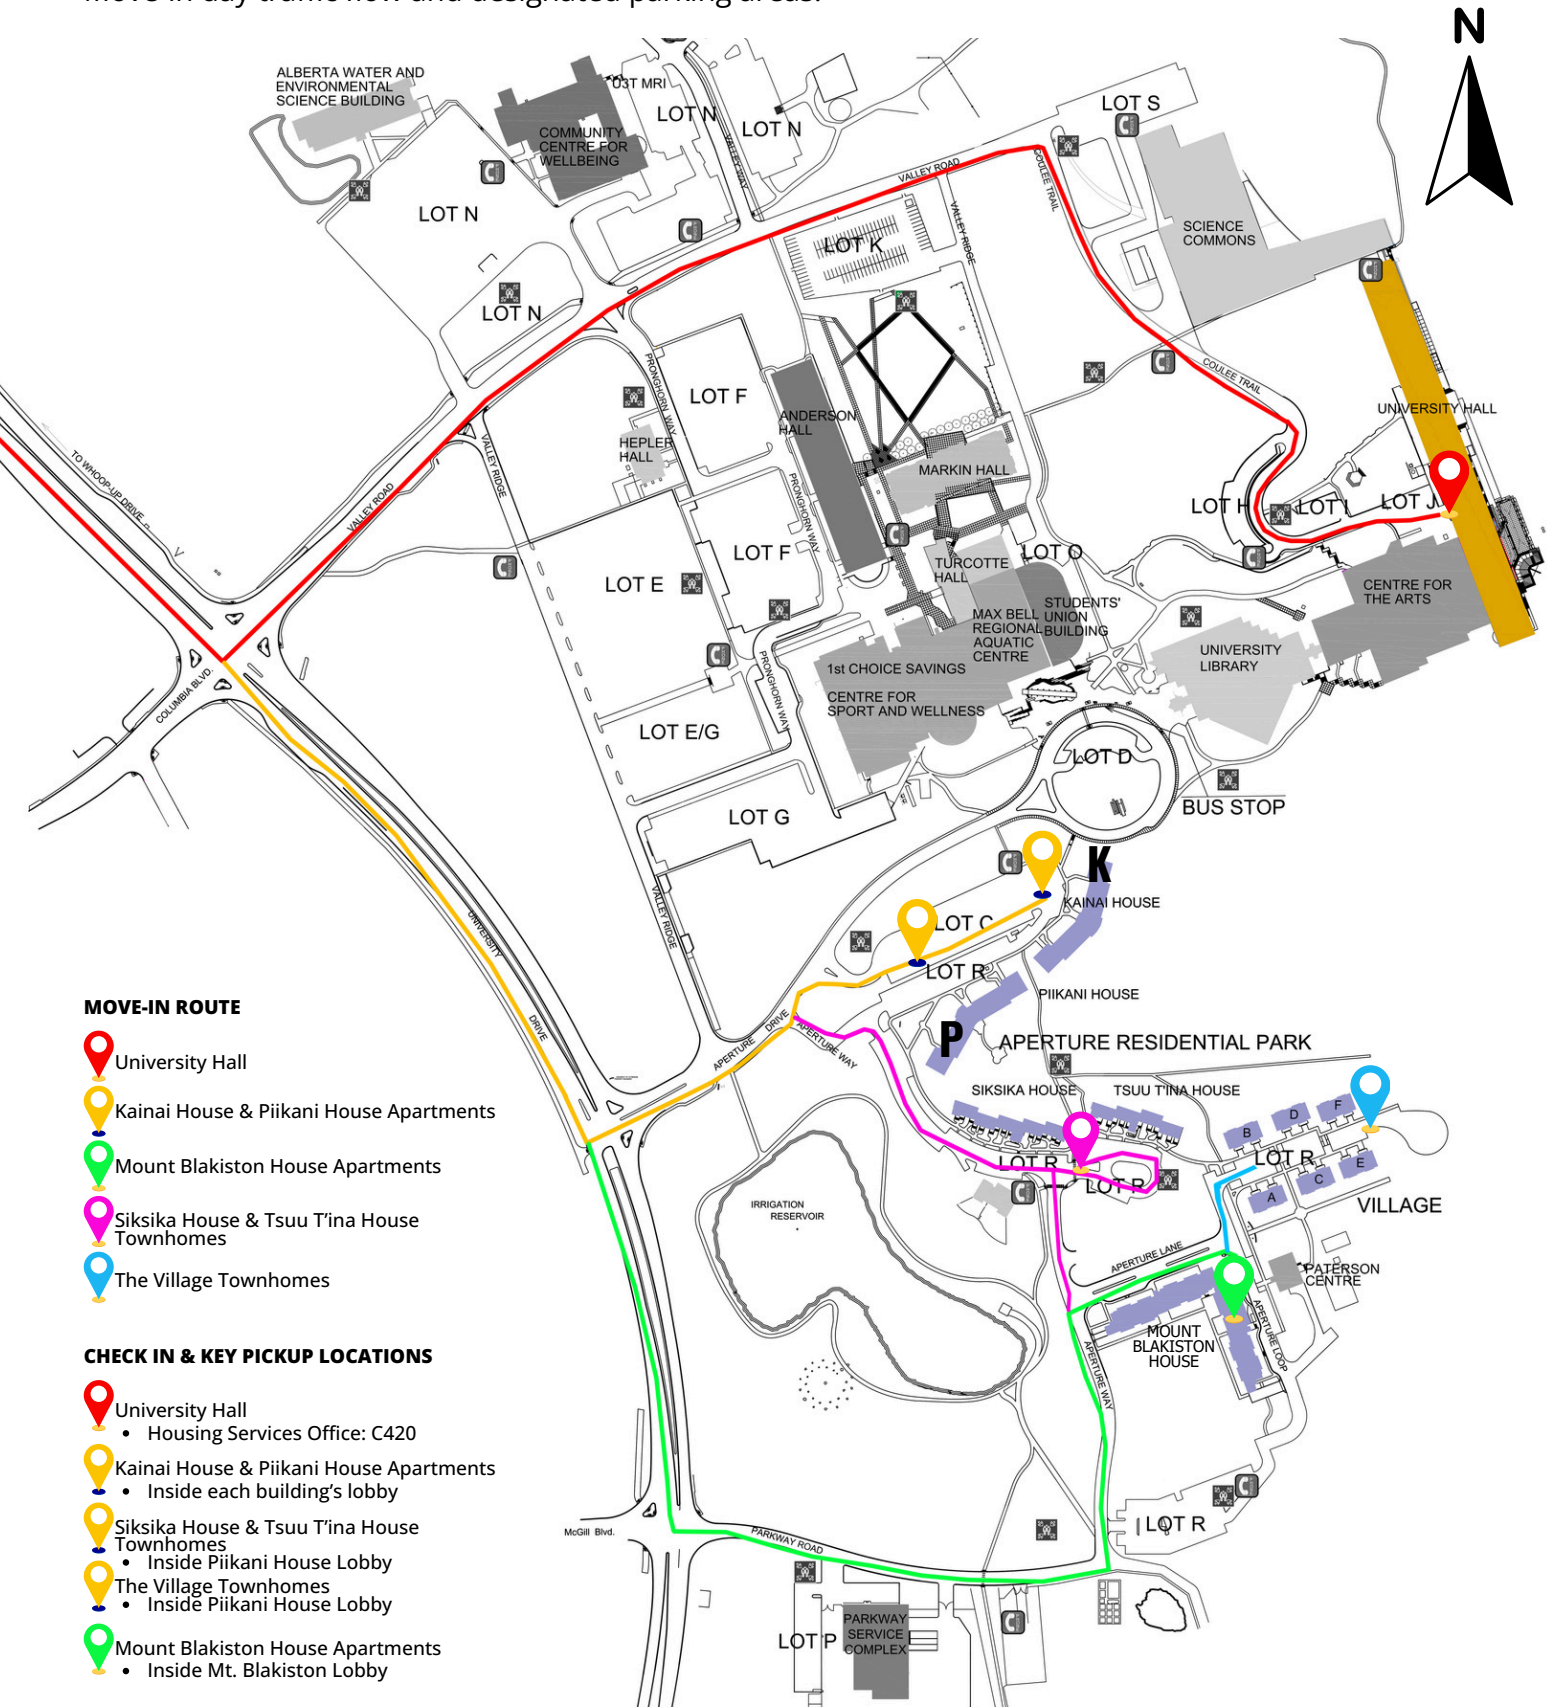 move-in day traffic flow and designated parking areas.
N
ALBERTA WATER AND
ENVIRONMENTAL
SCIENCE BUILDING
U3T MRI
COMMUNITY
CENTRE FOR
WELLBEING
LOT N
LOT N
LOT N
LOT N
VALLEY WAY
LOT S
VALLEY ROAD
COULEE TRAIL
VALLEY RIDGE
LOT K
SCIENCE
COMMONS
COULEE TRAIL
UNIVERSITY HALL
PRONGHORN WAY
LOT F
ANDERSON
HALL
HEPLER
HALL
MARKIN HALL
TO WHOOP-UP DRIVE
VALLEY RIDGE
VALLEY ROAD
PRONGHORN WAY
LOT H
LOT I
LOT J
LOT F
LOT O
LOT E
TURCOTTE
HALL
CENTRE FOR
THE ARTS
STUDENTS'
UNION
BUILDING
MAX BELL
REGIONAL
AQUATIC
CENTRE
UNIVERSITY
LIBRARY
1st CHOICE SAVINGS
CENTRE FOR
SPORT AND WELLNESS
COLUMBIA BLVD.
PRONGHORN WAY
LOT E/G
LOT D
BUS STOP
LOT G
K
KAINAI HOUSE
VALLEY RIDGE
UNIVERSITY
LOT C
LOT R
PIIKANI HOUSE
P
DRIVE
APERTURE
DRIVE
APERTURE WAY
APERTURE RESIDENTIAL PARK
SIKSIKA HOUSE
TSUU T'INA HOUSE
B
D
F
LOT R
LOT R
LOT R
A
C
E
VILLAGE
IRRIGATION
RESERVOIR
APERTURE LANE
PATERSON
CENTRE
MOUNT
BLAKISTON
HOUSE
APERTURE LOOP
APERTURE WAY
LOT R
McGill Blvd.
PARKWAY ROAD
LOT P
PARKWAY
SERVICE
COMPLEX
MOVE-IN ROUTE
University Hall
Kainai House & Piikani House Apartments
Mount Blakiston House Apartments
Siksika House & Tsuu T'ina House
Townhomes
The Village Townhomes
CHECK IN & KEY PICKUP LOCATIONS
University Hall
• Housing Services Office: C420
Kainai House & Piikani House Apartments
• Inside each building's lobby
Siksika House & Tsuu T'ina House
Townhomes
• Inside Piikani House Lobby
The Village Townhomes
• Inside Piikani House Lobby
Mount Blakiston House Apartments
• Inside Mt. Blakiston Lobby